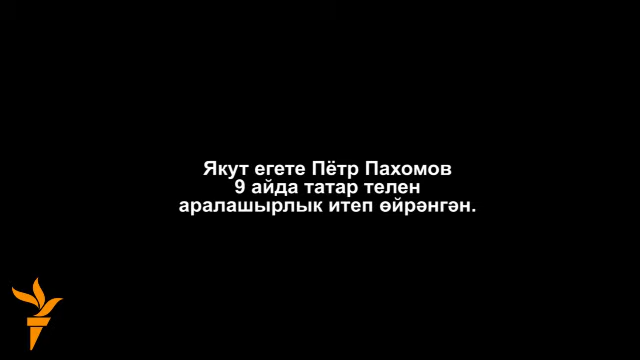 Якут егете Пётр Пахомов
9 айда татар телен
аралашырлык итеп өйрәнгән.